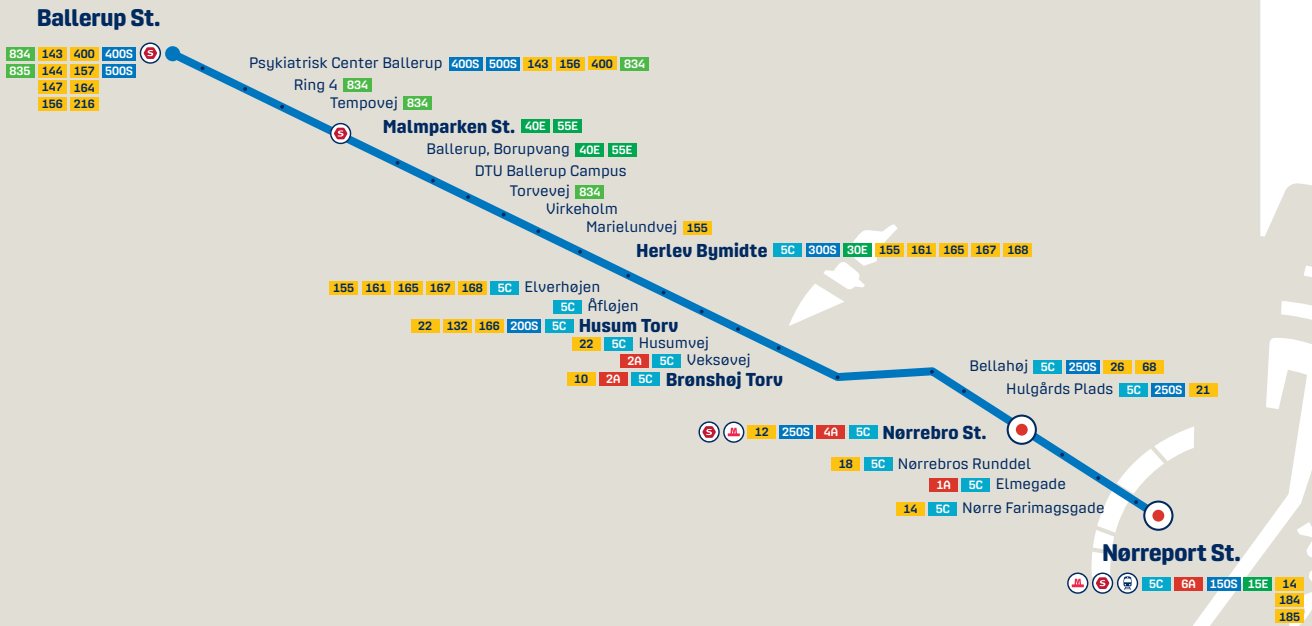 Ballerup St.
834 143 400 400S S
835 144 157 500S
147 164
156 216
Psykiatrisk Center Ballerup 400S 500S 143 156 400 834
Ring 4 834
Tempovej 834
S
Malmparken St. 40E 55E
Ballerup, Borupvang 40E 55E
DTU Ballerup Campus
Torvevej 834
Virkeholm
Marielundvej 155
Herlev Bymidte 5C 300S 30E 155 161 165 167 168
155 161 165 167 168 5C Elverhøjen
5C Åfløjen
22 132 166 200S 5C Husum Torv
22 5C Husumvej
2A 5C Veksøvej
10 2A 5C Brønshøj Torv
Bellahøj 5C 250S 26 68
Hulgårds Plads 5C 250S 21
S M 12 250S 4A 5C Nørrebro St.
18 5C Nørrebros Runddel
1A 5C Elmegade
14 5C Nørre Farimagsgade
Nørreport St.
M S 5C 6A 150S 15E 14
184
185